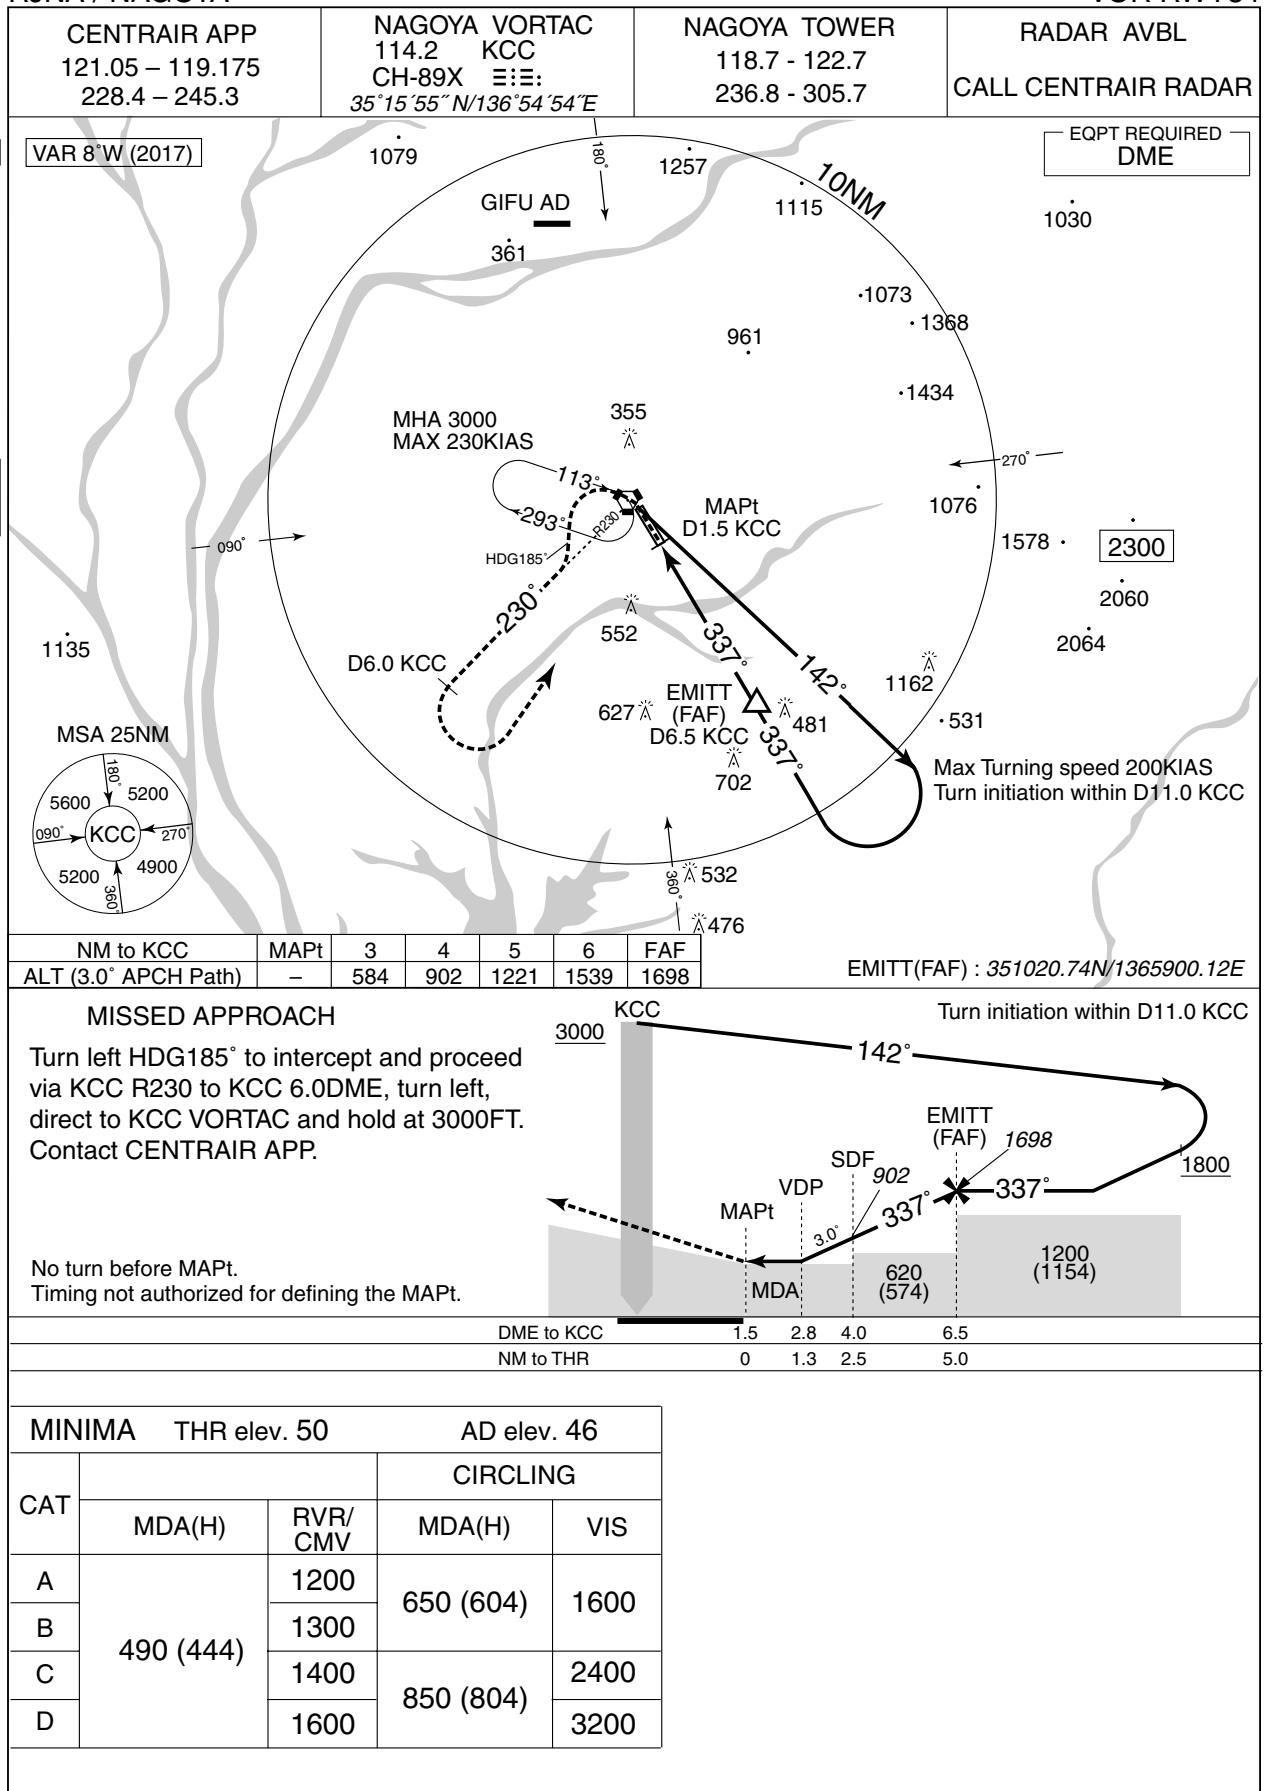 RJNA / NAGOYA
VOR RWY34
CENTRAIR APP
121.05 – 119.175
228.4 – 245.3
NAGOYA VORTAC
114.2 KCC
CH-89X
35°15´55˝N/136°54´54˝E
NAGOYA TOWER
118.7 - 122.7
236.8 - 305.7
RADAR AVBL
CALL CENTRAIR RADAR
VAR 8°W (2017)
EQPT REQUIRED
DME
1079
180°
1257
10NM
1115
1030
GIFU AD
361
1073
1368
961
1434
355
MHA 3000
MAX 230KIAS
113°
293°
R230
HDG185°
MAPt
D1.5 KCC
270°
1076
1578
2300
2060
2064
090°
230°
552
337°
142°
1162
1135
D6.0 KCC
EMITT
(FAF)
D6.5 KCC
627
481
531
337°
702
Max Turning speed 200KIAS
Turn initiation within D11.0 KCC
MSA 25NM
180°
5600
5200
090°
KCC
270°
5200
4900
360°
360°
532
476
NM to KCC MAPt 3 4 5 6 FAF
ALT (3.0° APCH Path) – 584 902 1221 1539 1698
EMITT(FAF) : 351020.74N/1365900.12E
MISSED APPROACH
Turn left HDG185° to intercept and proceed
via KCC R230 to KCC 6.0DME, turn left,
direct to KCC VORTAC and hold at 3000FT.
Contact CENTRAIR APP.
No turn before MAPt.
Timing not authorized for defining the MAPt.
KCC
3000
Turn initiation within D11.0 KCC
142°
EMITT
(FAF)
1698
SDF
902
1800
VDP
337°
337°
MAPt
3.0°
MDA
620
(574)
1200
(1154)
DME to KCC 1.5 2.8 4.0 6.5
NM to THR 0 1.3 2.5 5.0
MINIMA THR elev. 50 AD elev. 46
CAT
CIRCLING
MDA(H)
RVR/
CMV
MDA(H)
VIS
A
1200
650 (604)
1600
B
1300
490 (444)
C
1400
850 (804)
2400
D
1600
3200